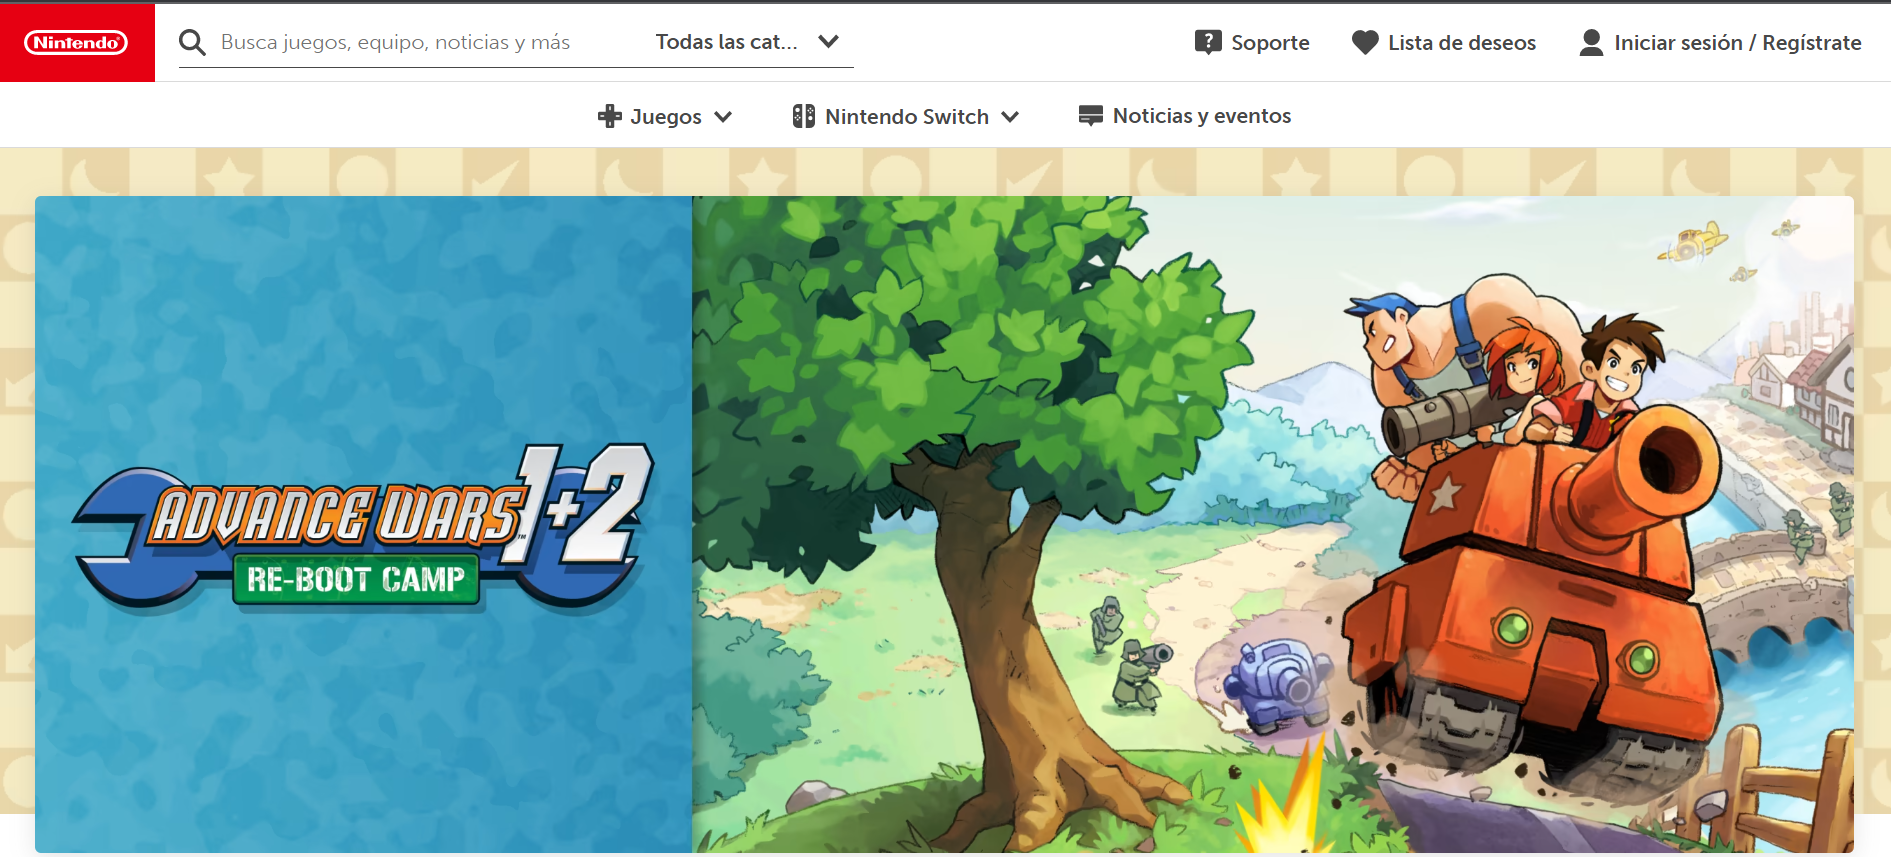 Nintendo
Busca juegos, equipo, noticias y más
Todas las cat...
Soporte
Lista de deseos
Iniciar sesión / Regístrate
Juegos
Nintendo Switch
Noticias y eventos
ADVANCE WARS™ 1+2
RE-BOOT CAMP